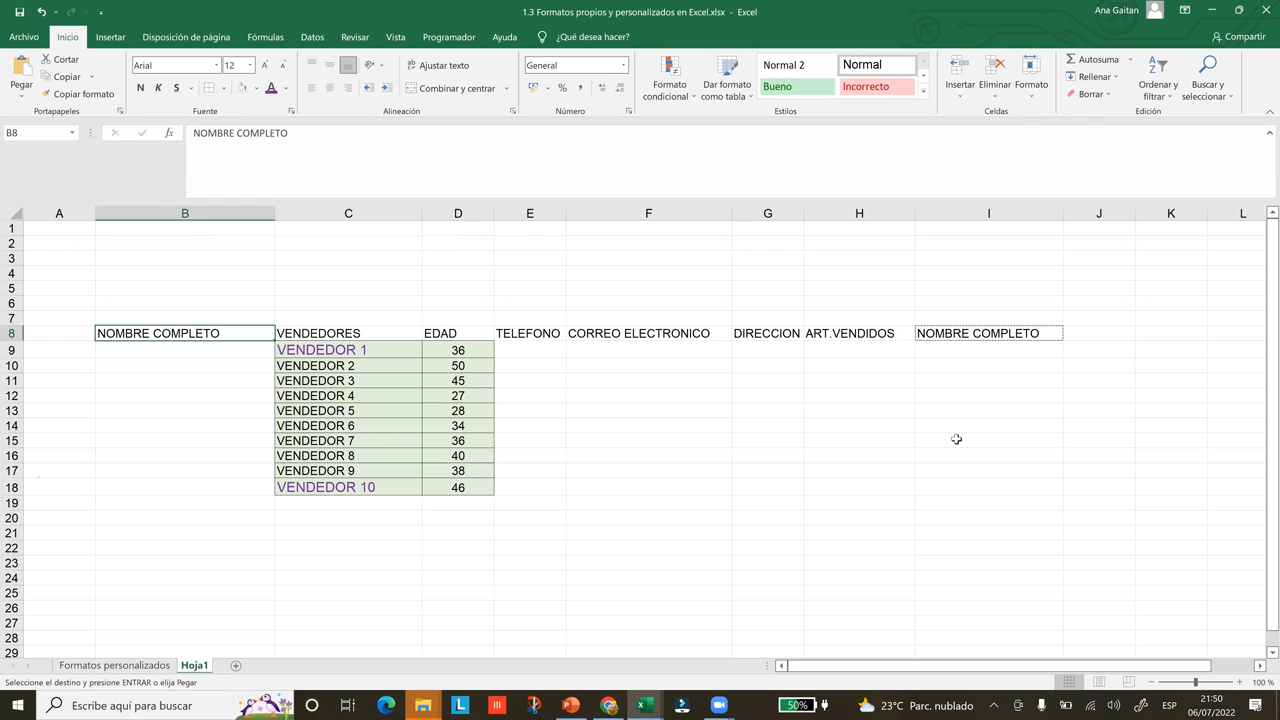 1.3 Formatos propios y personalizados en Excel.xlsx - Excel
Ana Gaitan
Archivo Inicio Insertar Disposición de página Fórmulas Datos Revisar Vista Programador Ayuda ¿Qué desea hacer? Compartir
Pegar
Cortar
Copiar
Copiar formato
Portapapeles
Arial 12
N K S
Fuente
Ajustar texto
Combinar y centrar
Alineación
General
% 000
Número
Formato condicional
Dar formato como tabla
Normal 2 Normal
Bueno Incorrecto
Estilos
Insertar Eliminar Formato
Celdas
Autosuma
Rellenar
Borrar
Ordenar y filtrar
Buscar y seleccionar
Edición
B8 fx NOMBRE COMPLETO
A B C D E F G H I J K L
1
2
3
4
5
6
7
8 NOMBRE COMPLETO VENDEDORES EDAD TELEFONO CORREO ELECTRONICO DIRECCION ART.VENDIDOS NOMBRE COMPLETO
9 VENDEDOR 1 36
10 VENDEDOR 2 50
11 VENDEDOR 3 45
12 VENDEDOR 4 27
13 VENDEDOR 5 28
14 VENDEDOR 6 34
15 VENDEDOR 7 36
16 VENDEDOR 8 40
17 VENDEDOR 9 38
18 VENDEDOR 10 46
19
20
21
22
23
24
25
26
27
28
29
Formatos personalizados Hoja1
Seleccione el destino y presione ENTRAR o elija Pegar 100 %
Escribe aquí para buscar
50% 23°C Parc. nublado ESP
21:50
06/07/2022